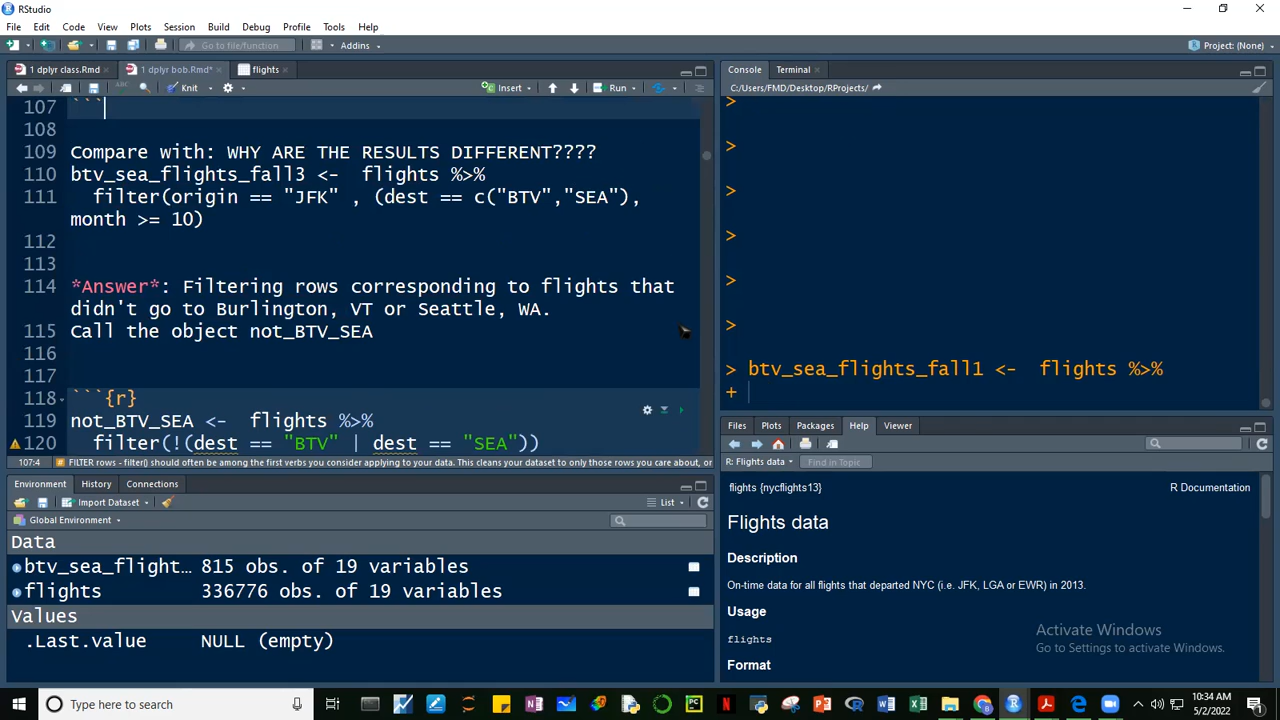 RStudio
File Edit Code View Plots Session Build Debug Profile Tools Help
Go to file/function Addins Project: (None)
1 dplyr class.Rmd 1 dplyr bob.Rmd* flights
Knit Insert Run
107 ```
108
109 Compare with: WHY ARE THE RESULTS DIFFERENT????
110 btv_sea_flights_fall3 <- flights %>%
111 filter(origin == "JFK" , (dest == c("BTV","SEA"),
month >= 10)
112
113
114 *Answer*: Filtering rows corresponding to flights that
didn't go to Burlington, VT or Seattle, WA.
115 Call the object not_BTV_SEA
116
117
118 ```{r}
119 not_BTV_SEA <- flights %>%
120 filter(!(dest == "BTV" | dest == "SEA"))
107:4 FILTER rows - filter() should often be among the first verbs you consider applying to your data. This cleans your dataset to only those rows you care about, or
Environment History Connections
Import Dataset List
Global Environment
Data
btv_sea_flight... 815 obs. of 19 variables
flights 336776 obs. of 19 variables
Values
.Last.value NULL (empty)
Console Terminal
C:/Users/FMD/Desktop/RProjects/
>
>
>
>
>
>
> btv_sea_flights_fall1 <- flights %>%
+
Files Plots Packages Help Viewer
R: Flights data Find in Topic
flights {nycflights13} R Documentation
Flights data
Description
On-time data for all flights that departed NYC (i.e. JFK, LGA or EWR) in 2013.
Usage
flights
Format
Activate Windows
Go to Settings to activate Windows.
Type here to search
10:34 AM
5/2/2022